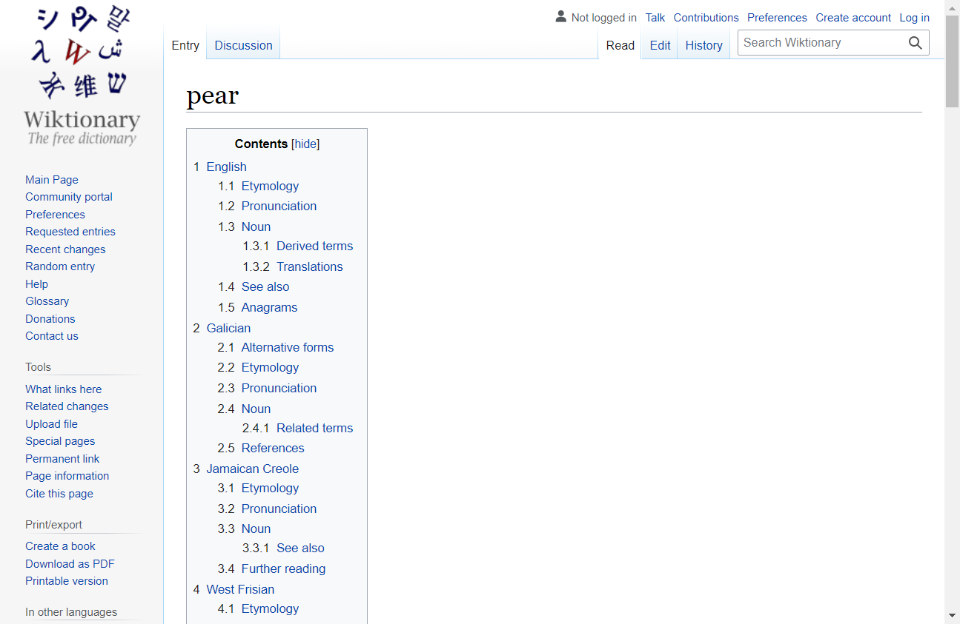 Not logged in Talk Contributions Preferences Create account Log in
Entry Discussion Read Edit History Search Wiktionary
Wiktionary
The free dictionary
Main Page
Community portal
Preferences
Requested entries
Recent changes
Random entry
Help
Glossary
Donations
Contact us
Tools
What links here
Related changes
Upload file
Special pages
Permanent link
Page information
Cite this page
Print/export
Create a book
Download as PDF
Printable version
In other languages
pear
Contents [hide]
1 English
1.1 Etymology
1.2 Pronunciation
1.3 Noun
1.3.1 Derived terms
1.3.2 Translations
1.4 See also
1.5 Anagrams
2 Galician
2.1 Alternative forms
2.2 Etymology
2.3 Pronunciation
2.4 Noun
2.4.1 Related terms
2.5 References
3 Jamaican Creole
3.1 Etymology
3.2 Pronunciation
3.3 Noun
3.3.1 See also
3.4 Further reading
4 West Frisian
4.1 Etymology